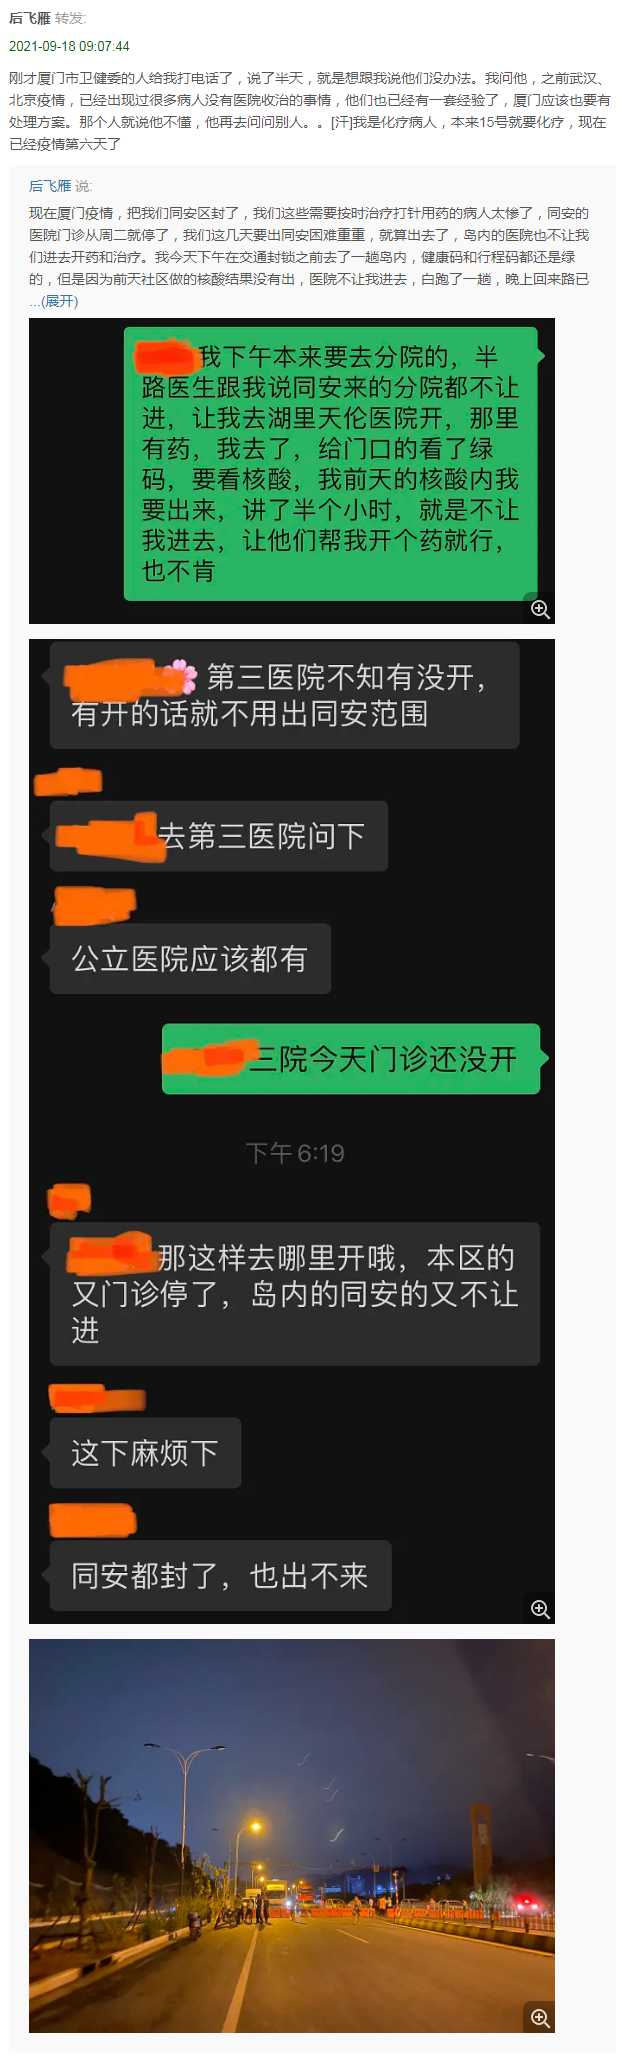 后飞雁 转发:
2021-09-18 09:07:44
刚才厦门市卫健委的人给我打电话了，说了半天，就是想跟我说他们没办法。我问他，之前武汉、
北京疫情，已经出现过很多病人没有医院收治的事情，他们也已经有一套经验了，厦门应该也要有
处理方案。那个人就说他不懂，他再去问问别人。。[汗]我是化疗病人，本来15号就要化疗，现在
已经疫情第六天了
后飞雁 说:
现在厦门疫情，把我们同安区封了，我们这些需要按时治疗打针用药的病人太惨了，同安的
医院门诊从周二就停了，我们这几天要出同安困难重重，就算出去了，岛内的医院也不让我
们进去开药和治疗。我今天下午在交通封锁之前去了一趟岛内，健康码和行程码都还是绿
的，但是因为前天社区做的核酸结果没有出，医院不让我进去，白跑了一趟，晚上回来路已
...(展开)
我下午本来要去分院的，半
路医生跟我说同安来的分院都不让
进，让我去湖里天伦医院开，那里
有药，我去了，给门口的看了绿
码，要看核酸，我前天的核酸内我
要出来，讲了半个小时，就是不让
我进去，让他们帮我开个药就行，
也不肯
第三医院不知有没开，
有开的话就不用出同安范围
去第三医院问下
公立医院应该都有
三院今天门诊还没开
下午 6:19
那这样去哪里开哦，本区的
又门诊停了，岛内的同安的又不让
进
这下麻烦下
同安都封了，也出不来